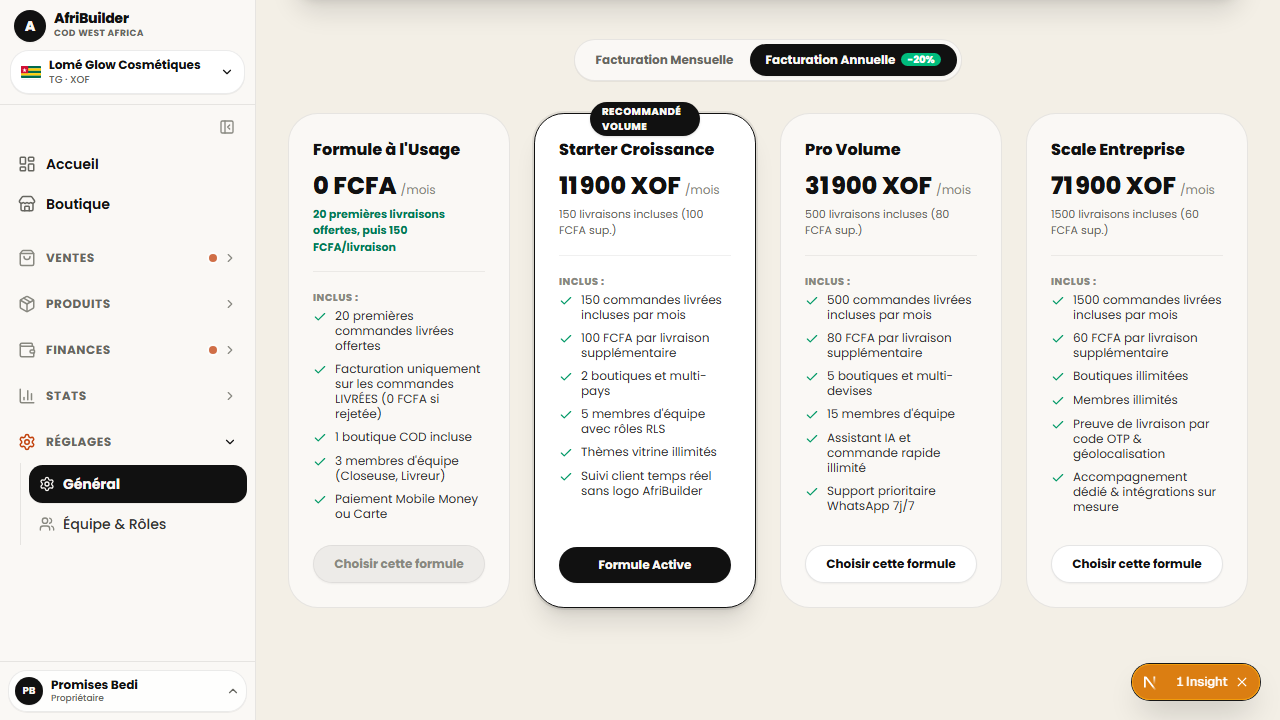 A
AfriBuilder
COD WEST AFRICA
Lomé Glow Cosmétiques
TG · XOF
Accueil
Boutique
VENTES
PRODUITS
FINANCES
STATS
RÉGLAGES
Général
Équipe & Rôles
PB
Promises Bedi
Propriétaire
Facturation Mensuelle
Facturation Annuelle -20%
Formule à l'Usage
0 FCFA /mois
20 premières livraisons
offertes, puis 150
FCFA/livraison
INCLUS :
20 premières
commandes livrées
offertes
Facturation uniquement
sur les commandes
LIVRÉES (0 FCFA si
rejetée)
1 boutique COD incluse
3 membres d'équipe
(Closeuse, Livreur)
Paiement Mobile Money
ou Carte
Choisir cette formule
RECOMMANDÉ
VOLUME
Starter Croissance
11 900 XOF /mois
150 livraisons incluses (100
FCFA sup.)
INCLUS :
150 commandes livrées
incluses par mois
100 FCFA par livraison
supplémentaire
2 boutiques et multi-
pays
5 membres d'équipe
avec rôles RLS
Thèmes vitrine illimités
Suivi client temps réel
sans logo AfriBuilder
Formule Active
Pro Volume
31 900 XOF /mois
500 livraisons incluses (80
FCFA sup.)
INCLUS :
500 commandes livrées
incluses par mois
80 FCFA par livraison
supplémentaire
5 boutiques et multi-
devises
15 membres d'équipe
Assistant IA et
commande rapide
illimité
Support prioritaire
WhatsApp 7j/7
Choisir cette formule
Scale Entreprise
71 900 XOF /mois
1500 livraisons incluses (60
FCFA sup.)
INCLUS :
1500 commandes livrées
incluses par mois
60 FCFA par livraison
supplémentaire
Boutiques illimitées
Membres illimités
Preuve de livraison par
code OTP &
géolocalisation
Accompagnement
dédié & intégrations sur
mesure
Choisir cette formule
1 Insight